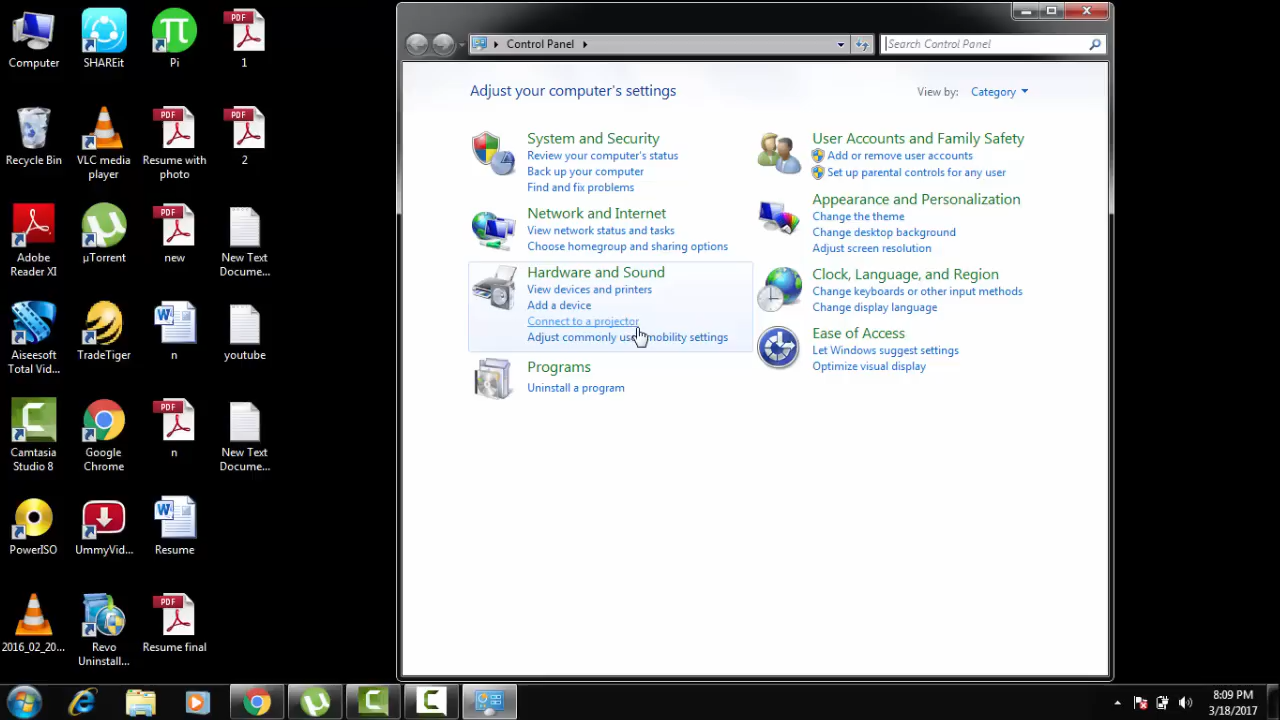 Computer
SHAREit
Pi
1
Recycle Bin
VLC media
player
Resume with
photo
2
Adobe
Reader XI
µTorrent
new
New Text
Docume...
Aiseesoft
Total Vid...
TradeTiger
n
youtube
Camtasia
Studio 8
Google
Chrome
n
New Text
Docume...
PowerISO
UmmyVid...
Resume
2016_02_20...
Revo
Uninstall...
Resume final
Control Panel
Search Control Panel
Adjust your computer's settings
View by: Category
System and Security
Review your computer's status
Back up your computer
Find and fix problems
Network and Internet
View network status and tasks
Choose homegroup and sharing options
Hardware and Sound
View devices and printers
Add a device
Connect to a projector
Adjust commonly used mobility settings
Programs
Uninstall a program
User Accounts and Family Safety
Add or remove user accounts
Set up parental controls for any user
Appearance and Personalization
Change the theme
Change desktop background
Adjust screen resolution
Clock, Language, and Region
Change keyboards or other input methods
Change display language
Ease of Access
Let Windows suggest settings
Optimize visual display
8:09 PM
3/18/2017